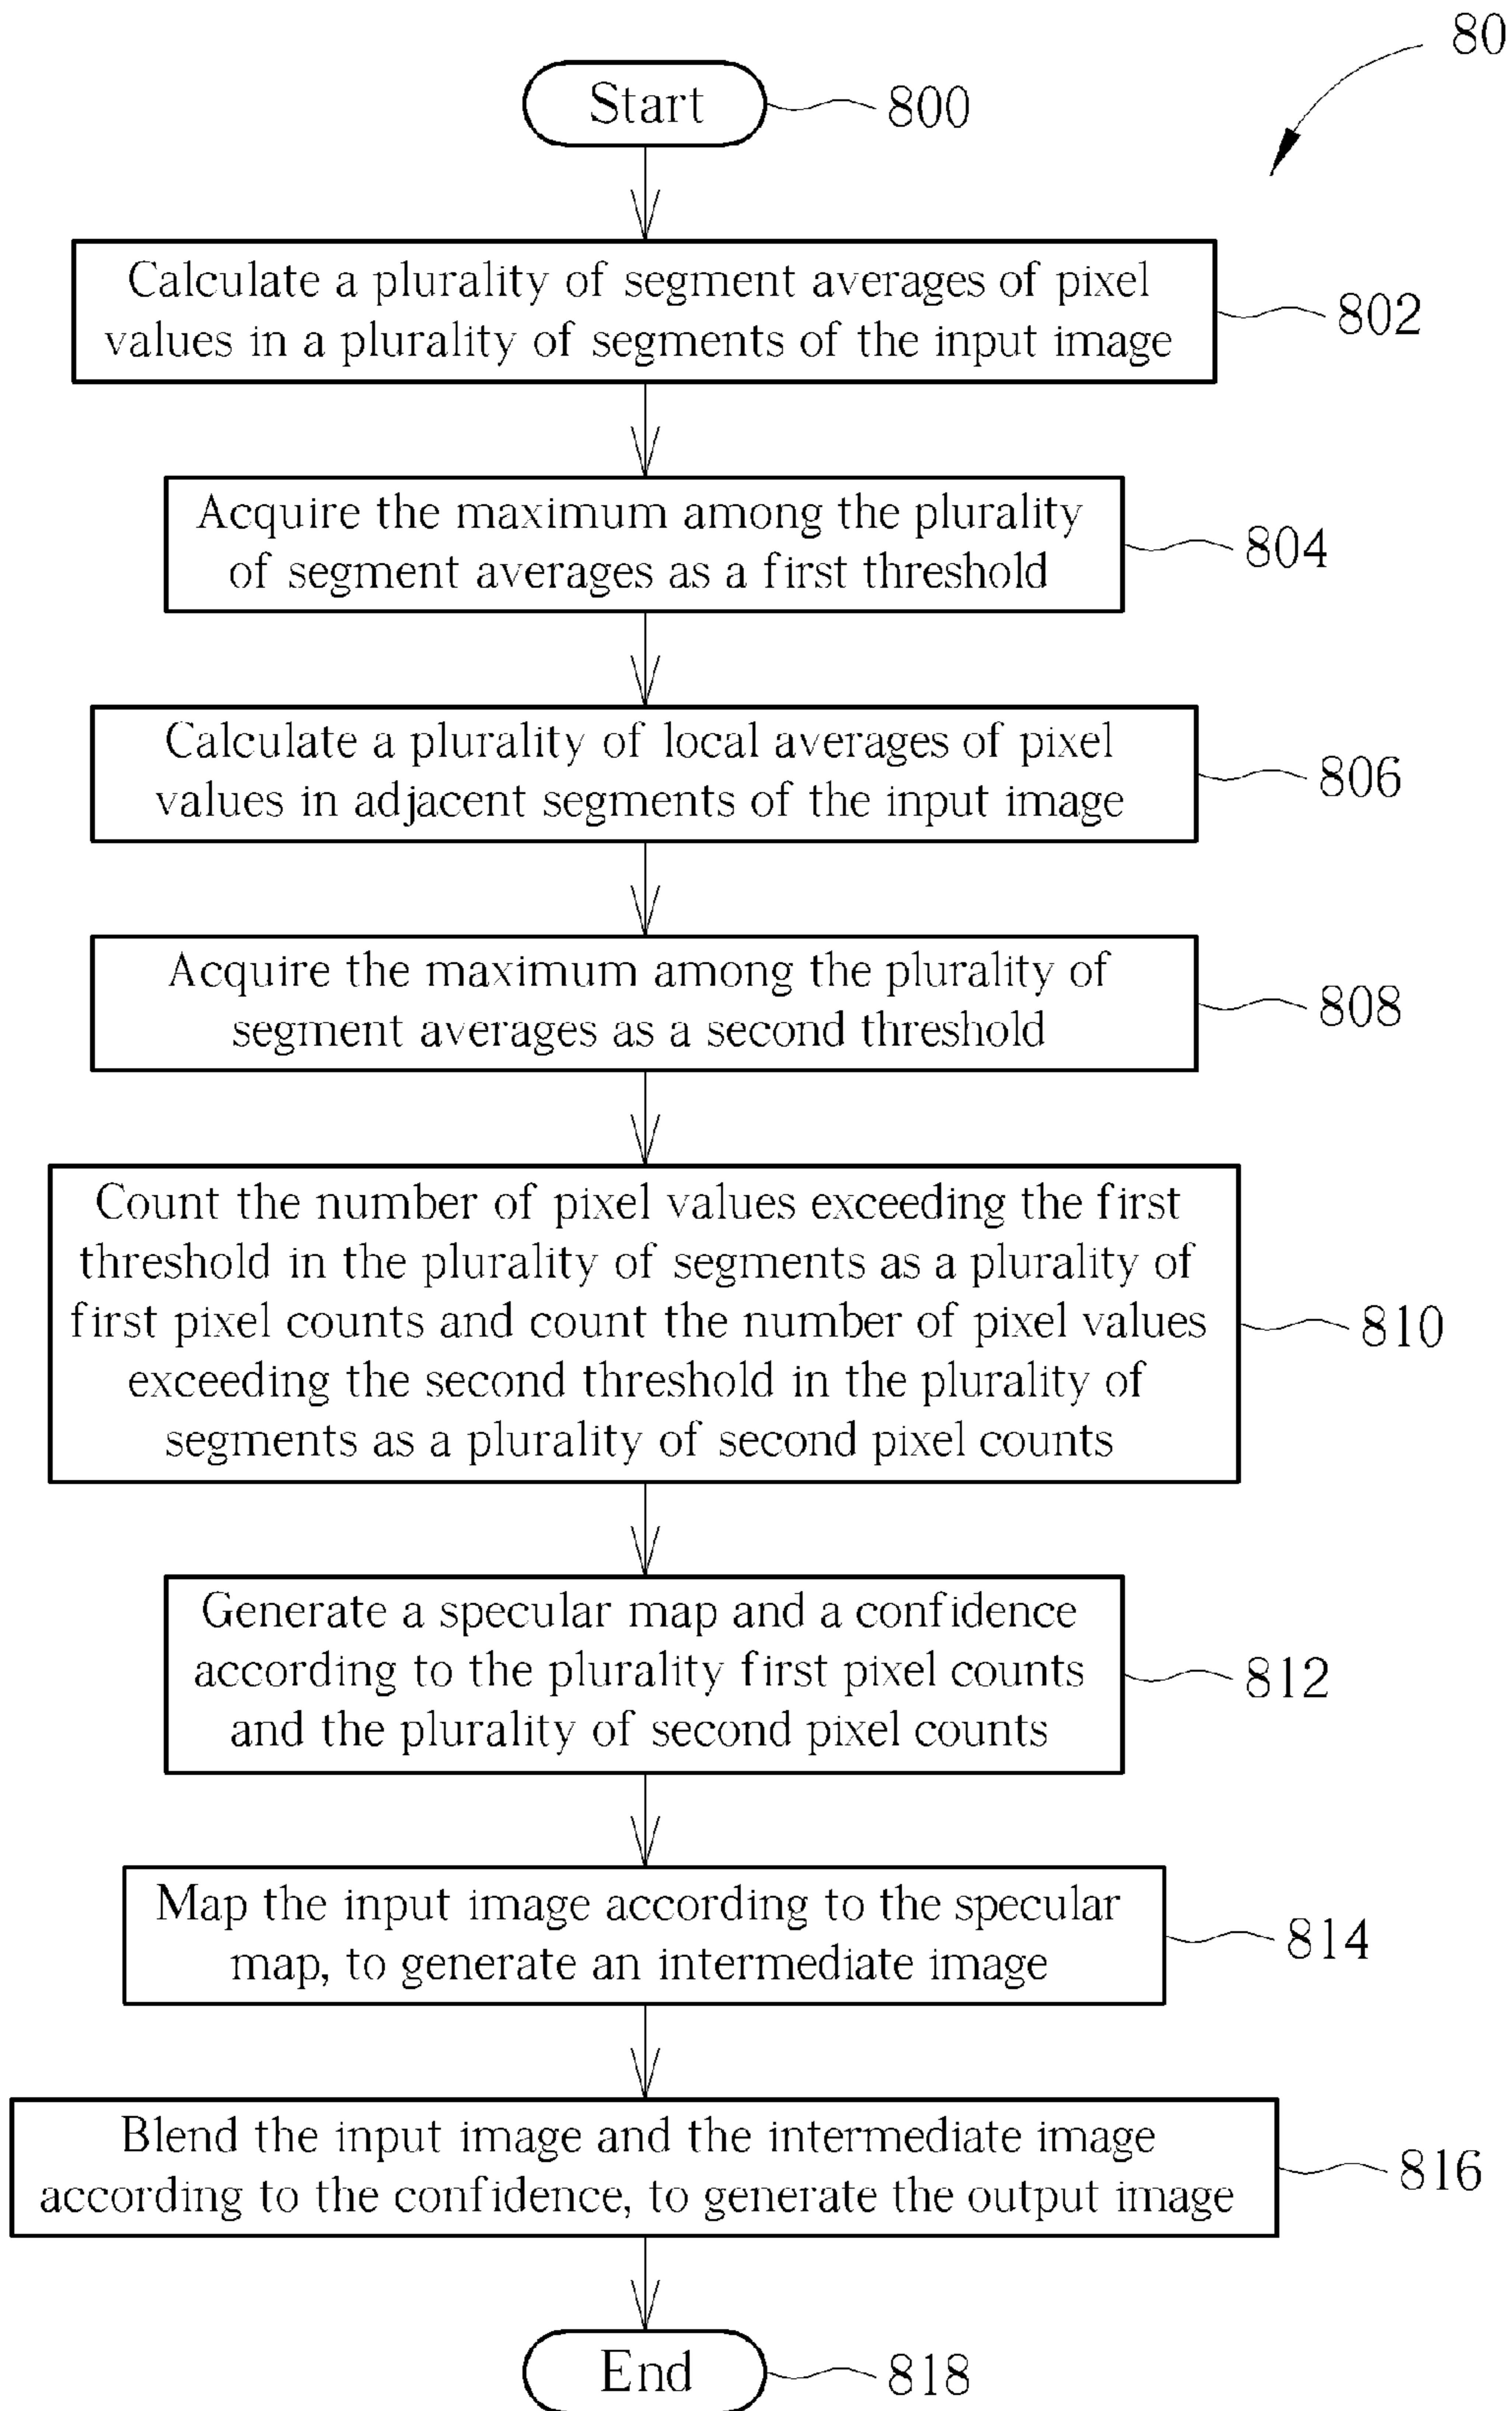 80
Start
800
Calculate a plurality of segment averages of pixel
values in a plurality of segments of the input image
802
Acquire the maximum among the plurality
of segment averages as a first threshold
804
Calculate a plurality of local averages of pixel
values in adjacent segments of the input image
806
Acquire the maximum among the plurality of
segment averages as a second threshold
808
Count the number of pixel values exceeding the first
threshold in the plurality of segments as a plurality of
first pixel counts and count the number of pixel values
exceeding the second threshold in the plurality of
segments as a plurality of second pixel counts
810
Generate a specular map and a confidence
according to the plurality first pixel counts
and the plurality of second pixel counts
812
Map the input image according to the specular
map, to generate an intermediate image
814
Blend the input image and the intermediate image
according to the confidence, to generate the output image
816
End
818